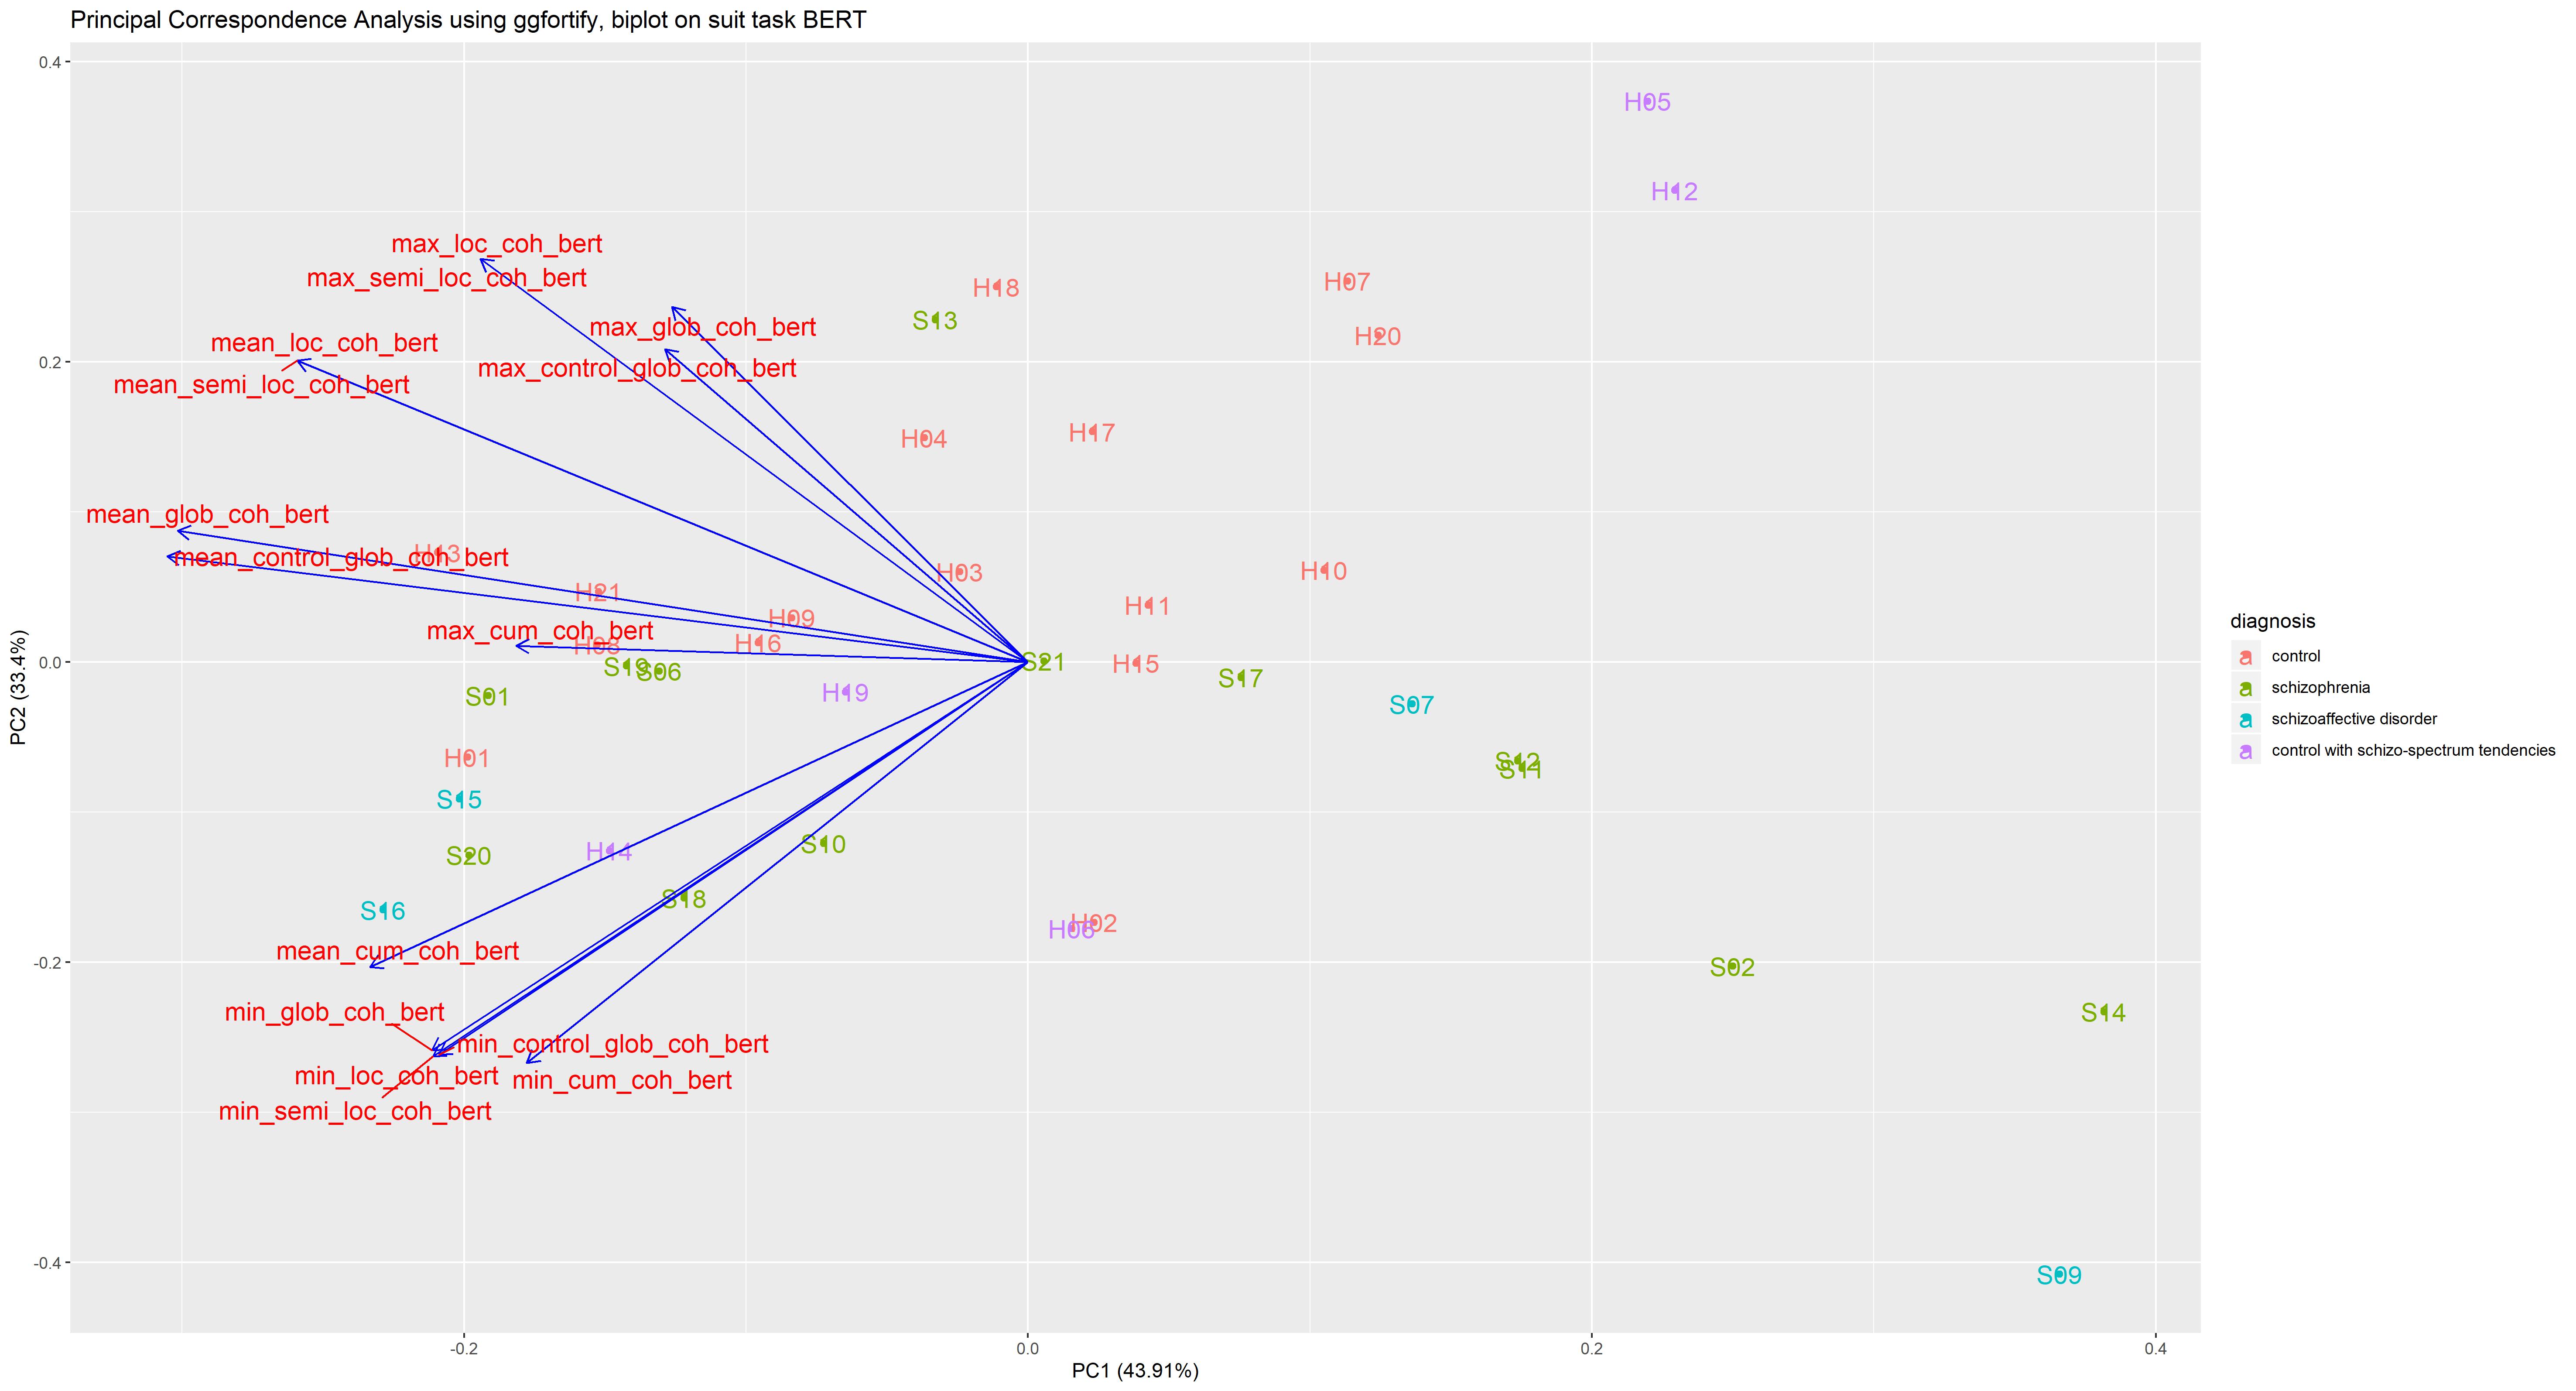 Principal Correspondence Analysis using ggfortify, biplot on suit task BERT
0.4
H05
H12
max_loc_coh_bert
max_semi_loc_coh_bert
H18
H07
S13
max_glob_coh_bert
H20
0.2
mean_loc_coh_bert
max_control_glob_coh_bert
mean_semi_loc_coh_bert
H04
H17
mean_glob_coh_bert
H13
mean_control_glob_coh_bert
H03
H10
H21
H09
H11
max_cum_coh_bert
H08
H16
0.0
S21
H15
S19
S06
S17
S01
H19
S07
H01
S12
S11
S15
S10
S20
H14
S18
S16
H02
H06
mean_cum_coh_bert
-0.2
S02
min_glob_coh_bert
S14
min_control_glob_coh_bert
min_loc_coh_bert
min_cum_coh_bert
min_semi_loc_coh_bert
-0.4
S09
PC2 (33.4%)
-0.2
0.0
0.2
0.4
PC1 (43.91%)
diagnosis
a control
a schizophrenia
a schizoaffective disorder
a control with schizo-spectrum tendencies